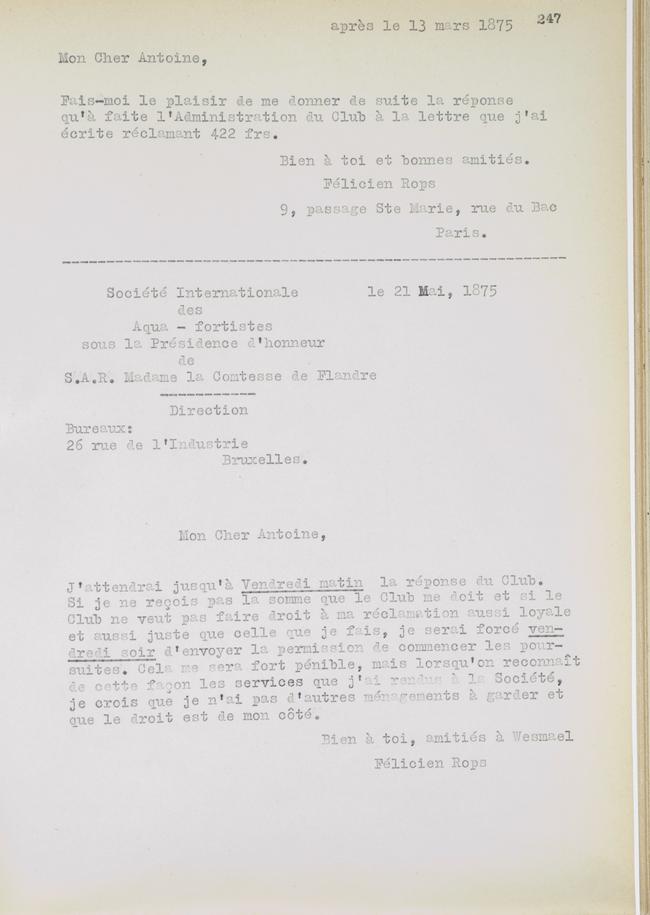 après le 13 mars 1875 247
Mon Cher Antoine,
Fais-moi le plaisir de me donner de suite la réponse
qu'à faite l'Administration du Club à la lettre que j'ai
écrite réclamant 422 frs.
Bien à toi et bonnes amitiés.
Félicien Rops
9, passage Ste Marie, rue du Bac
Paris.
Société Internationale le 21 Mai, 1875
des
Aqua - fortistes
sous la Présidence d'honneur
de
S.A.R. Madame la Comtesse de Flandre
Direction
Bureaux:
26 rue de l'Industrie
Bruxelles.
Mon Cher Antoine,
J'attendrai jusqu'à Vendredi matin la réponse du Club.
Si je ne reçois pas la somme que le Club me doit et si le
Club ne veut pas faire droit à ma réclamation aussi loyale
et aussi juste que celle que je fais, je serai forcé ven-
dredi soir d'envoyer la permission de commencer les pour-
suites. Cela me sera fort pénible, mais lorsqu'on reconnaît
de cette façon les services que j'ai rendus à la Société,
je crois que je n'ai pas d'autres ménagements à garder et
que le droit est de mon côté.
Bien à toi, amitiés à Wesmael
Félicien Rops